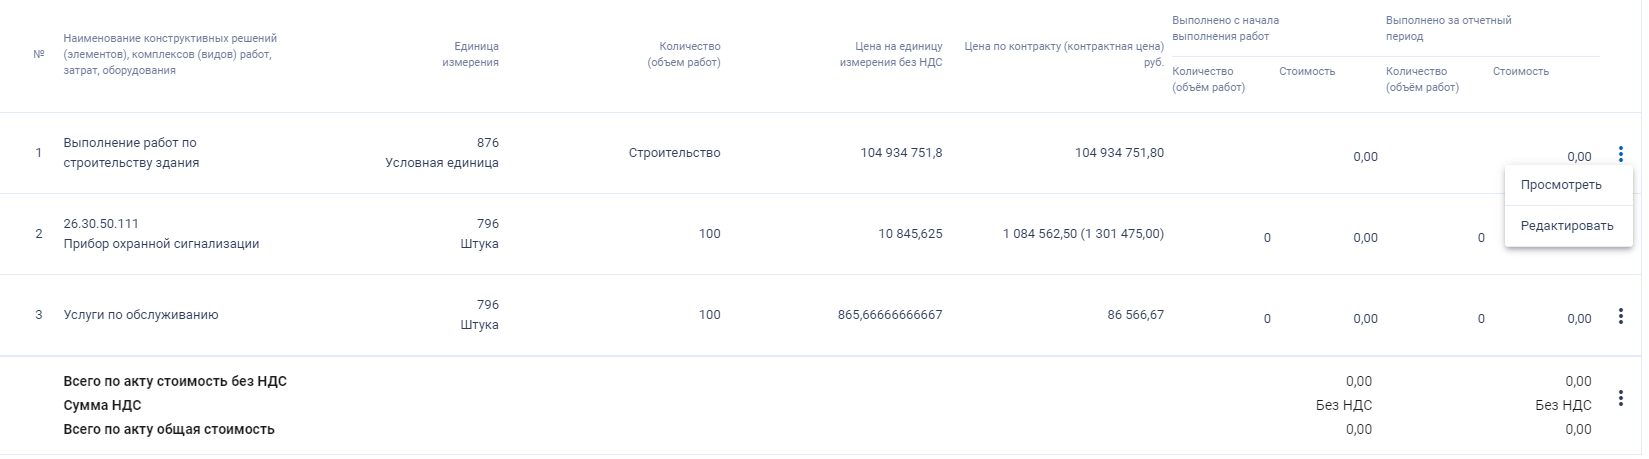 №
Наименование конструктивных решений
(элементов), комплексов (видов) работ,
затрат, оборудования
Единица
измерения
Количество
(объем работ)
Цена на единицу
измерения без НДС
Цена по контракту (контрактная цена)
руб.
Выполнено с начала
выполнения работ
Выполнено за отчетный
период
Количество
(объём работ)
Стоимость
Количество
(объём работ)
Стоимость
1
Выполнение работ по
строительству здания
876
Условная единица
Строительство
104 934 751,8
104 934 751,80
0,00
0,00
Просмотреть
Редактировать
2
26.30.50.111
Прибор охранной сигнализации
796
Штука
100
10 845,625
1 084 562,50 (1 301 475,00)
0
0,00
0
3
Услуги по обслуживанию
796
Штука
100
865,66666666667
86 566,67
0
0,00
0
0,00
Всего по акту стоимость без НДС
0,00
0,00
Сумма НДС
Без НДС
Без НДС
Всего по акту общая стоимость
0,00
0,00